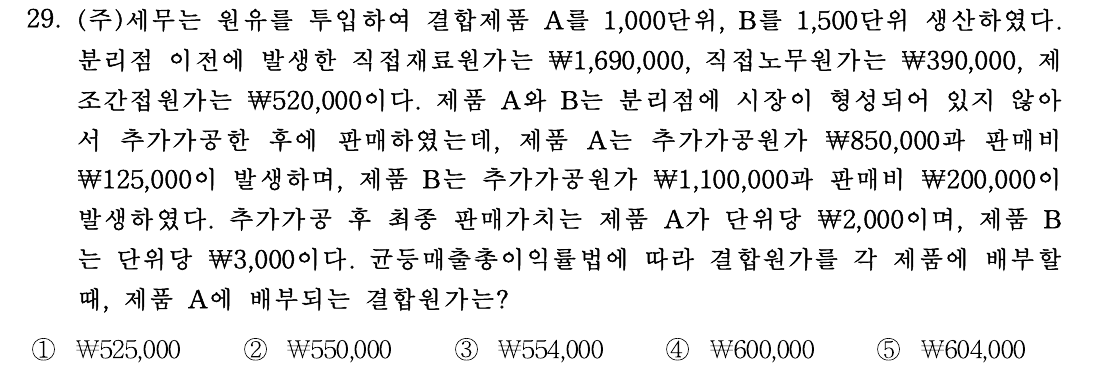 29. (주)세무는 원유를 투입하여 결합제품 A를 1,000단위, B를 1,500단위 생산하였다.
분리점 이전에 발생한 직접재료원가는 ₩1,690,000, 직접노무원가는 ₩390,000, 제
조간접원가는 ₩520,000이다. 제품 A와 B는 분리점에 시장이 형성되어 있지 않아
서 추가가공한 후에 판매하였는데, 제품 A는 추가가공원가 ₩850,000과 판매비
₩125,000이 발생하며, 제품 B는 추가가공원가 ₩1,100,000과 판매비 ₩200,000이
발생하였다. 추가가공 후 최종 판매가치는 제품 A가 단위당 ₩2,000이며, 제품 B
는 단위당 ₩3,000이다. 균등매출총이익률법에 따라 결합원가를 각 제품에 배부할
때, 제품 A에 배부되는 결합원가는?
① ₩525,000 ② ₩550,000 ③ ₩554,000 ④ ₩600,000 ⑤ ₩604,000